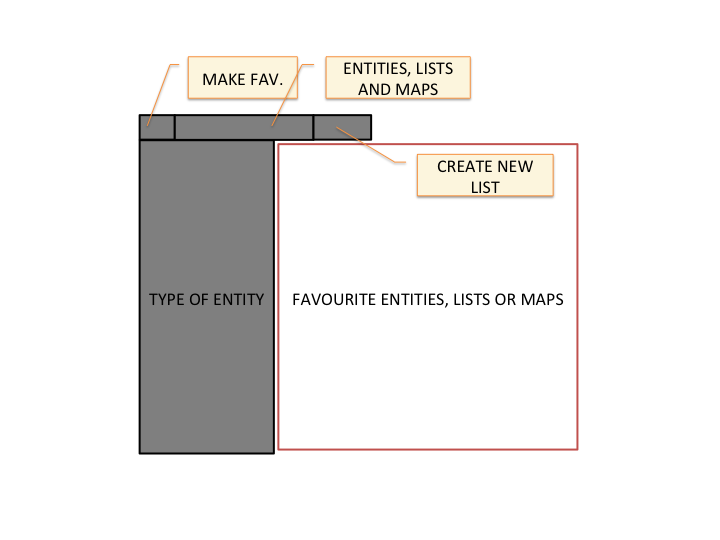 MAKE FAV.
ENTITIES, LISTS
AND MAPS
CREATE NEW
LIST
TYPE OF ENTITY
FAVOURITE ENTITIES, LISTS OR MAPS